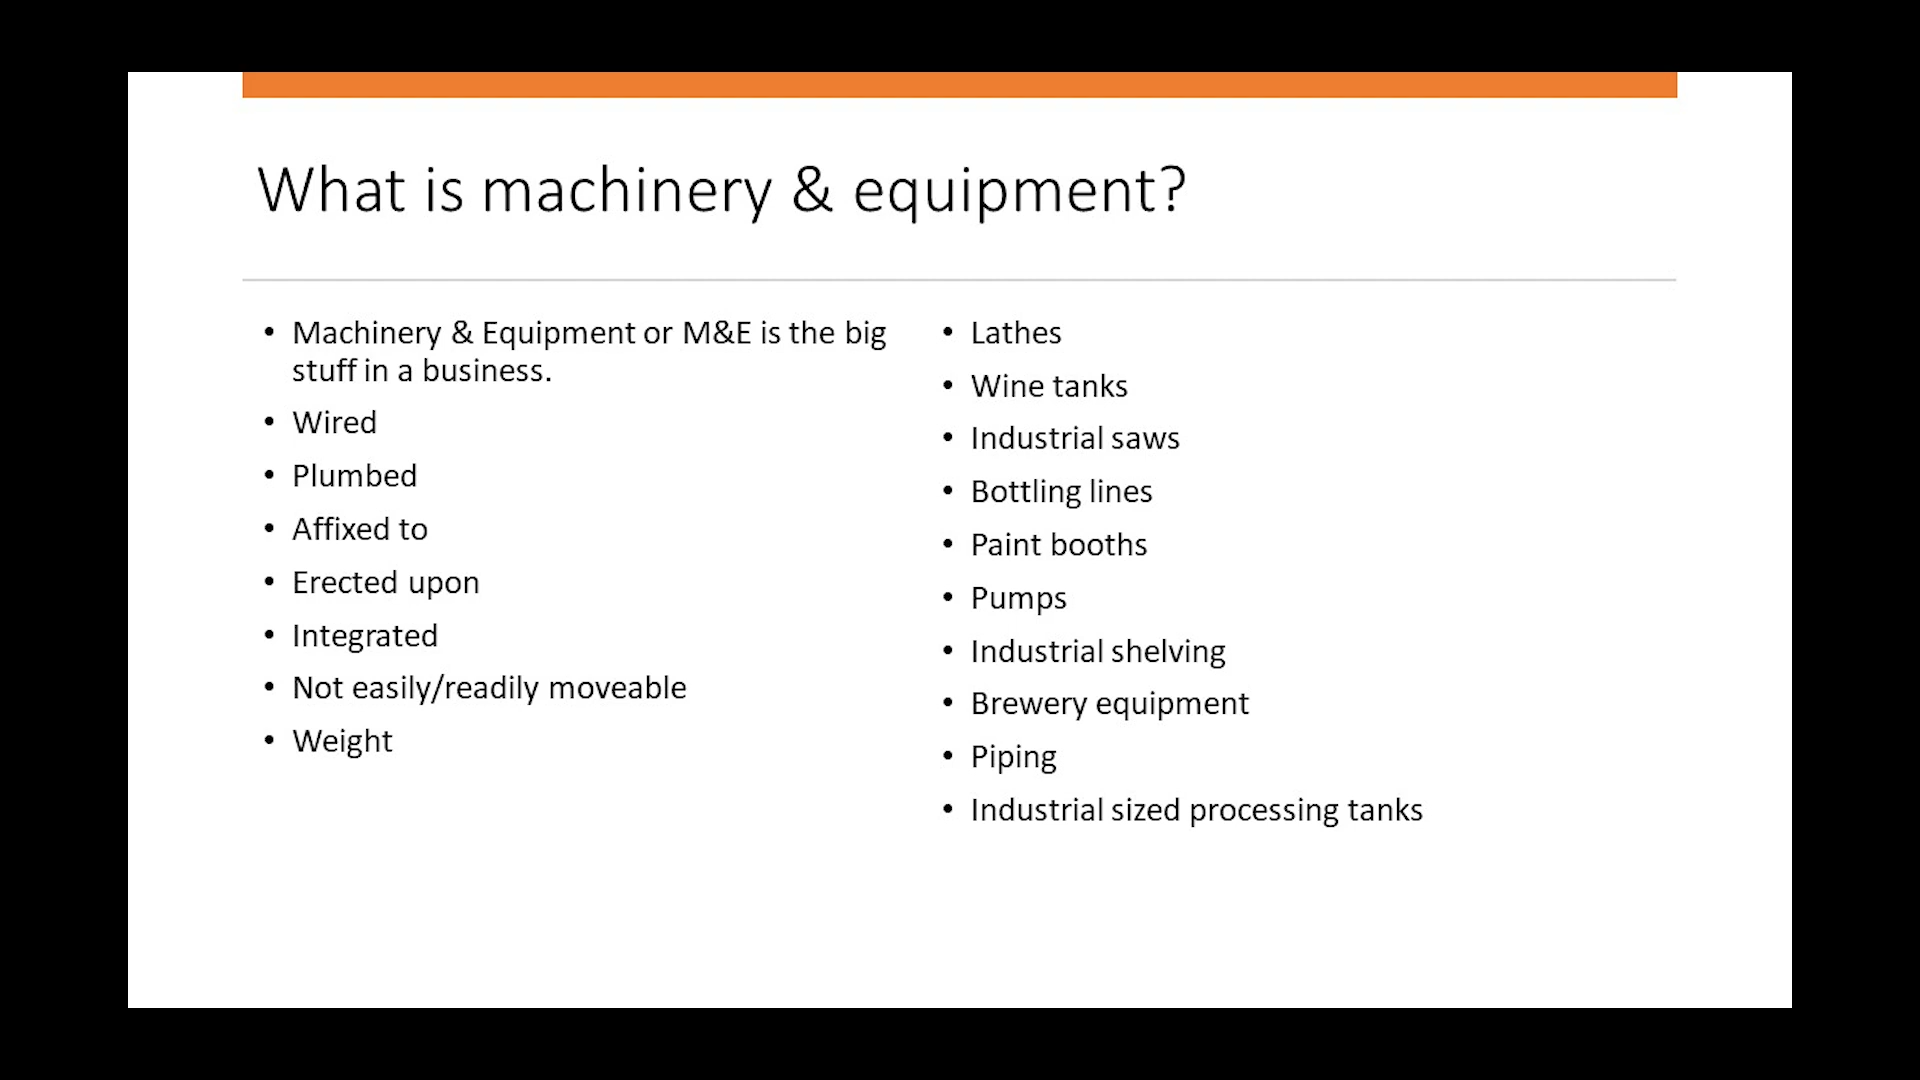 What is machinery & equipment?
• Machinery & Equipment or M&E is the big
stuff in a business.
• Wired
• Plumbed
• Affixed to
• Erected upon
• Integrated
• Not easily/readily moveable
• Weight
• Lathes
• Wine tanks
• Industrial saws
• Bottling lines
• Paint booths
• Pumps
• Industrial shelving
• Brewery equipment
• Piping
• Industrial sized processing tanks